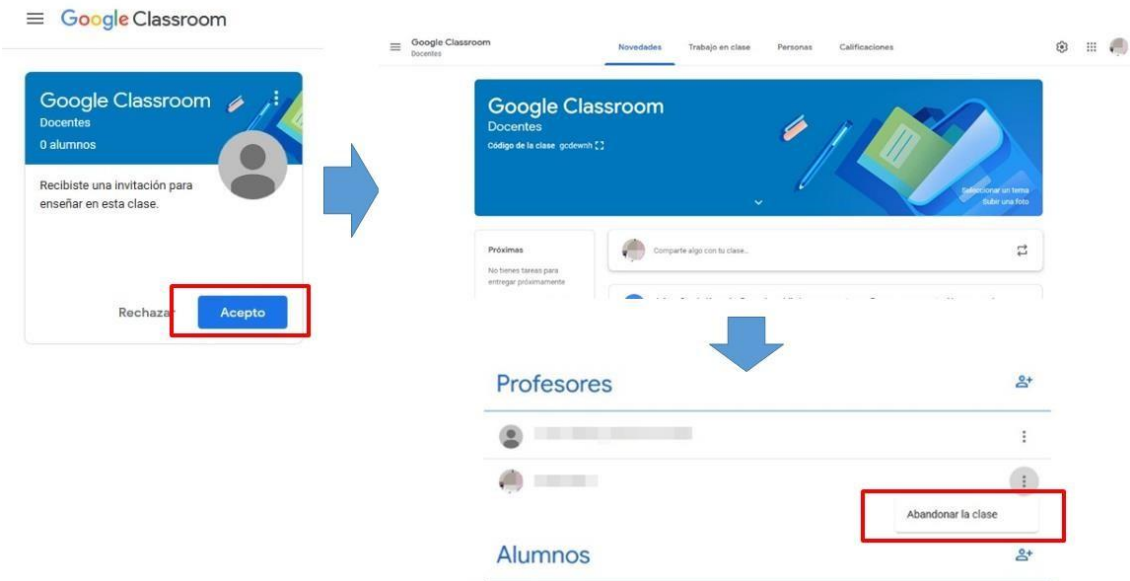 Google Classroom
Google Classroom
Docentes
0 alumnos
Recibiste una invitación para
enseñar en esta clase.
Rechazar
Acepto
Google Classroom
Docentes
Novedades
Trabajo en clase
Personas
Calificaciones
Google Classroom
Docentes
Código de la clase gcdewnh
Seleccionar un tema
Subir una foto
Próximas
No tienes tareas para
entregar próximamente
Comparte algo con tu clase...
Profesores
Abandonar la clase
Alumnos